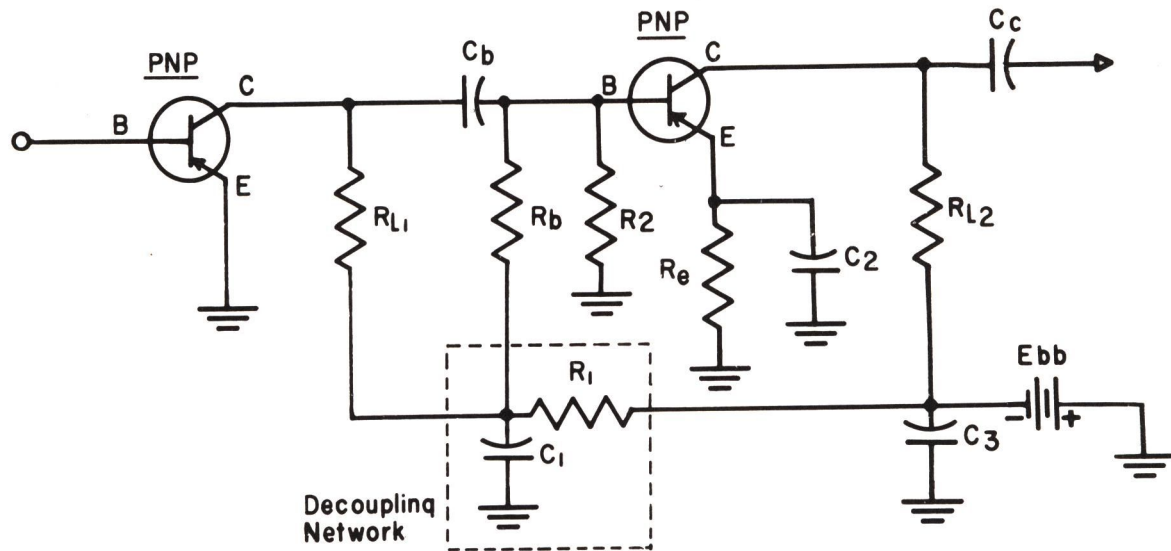 PNP
B
C
E
RL1
Cb
Rb
R2
PNP
B
C
E
Re
C2
Cc
RL2
Ebb
- +
C3
R1
C1
Decoupling
Network